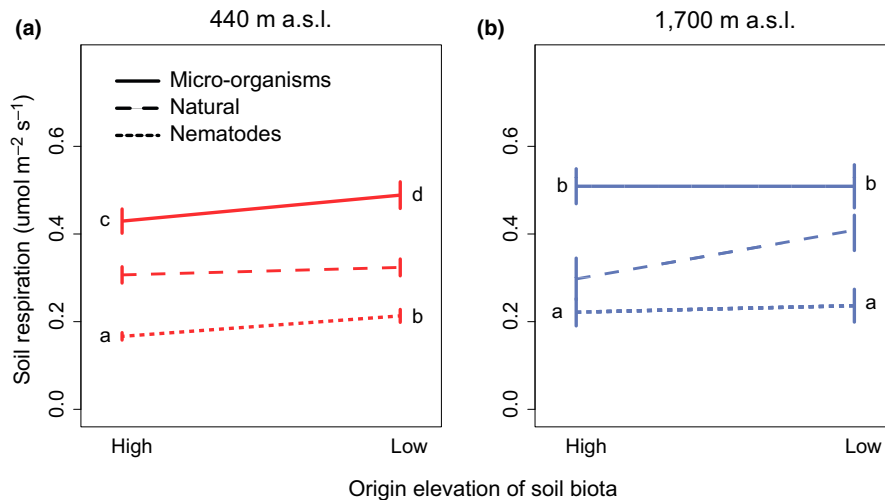 (a)
440 m a.s.l.
(b)
1,700 m a.s.l.
Micro-organisms
Natural
Nematodes
Soil respiration (umol m⁻² s⁻¹)
0.6
0.4
0.2
0.0
c
d
a
b
High
Low
0.6
0.4
0.2
0.0
b
b
a
a
High
Low
Origin elevation of soil biota